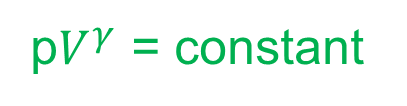 pV^γ = constant